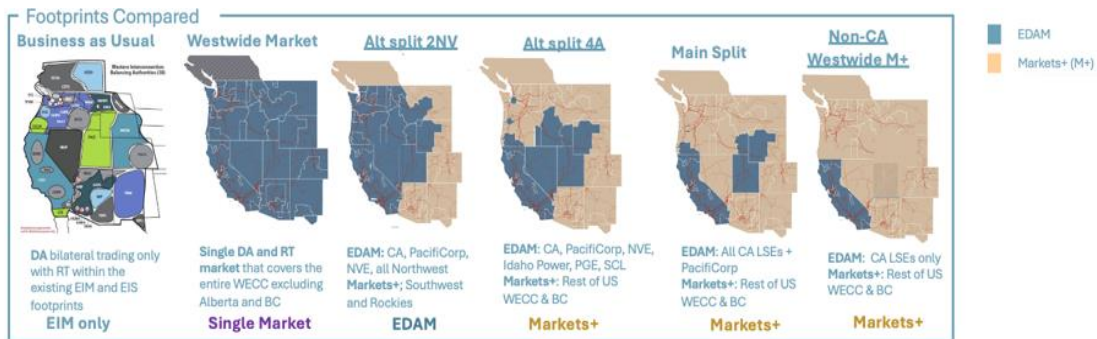 Footprints Compared
Business as Usual
Western Interconnection
Balancing Authorities (38)
DA bilateral trading only
with RT within the
existing EIM and EIS
footprints
EIM only
Westwide Market
Single DA and RT
market that covers the
entire WECC excluding
Alberta and BC
Single Market
Alt split 2NV
EDAM: CA, PacifiCorp,
NVE, all Northwest
Markets+; Southwest
and Rockies
EDAM
Alt split 4A
EDAM: CA, PacifiCorp, NVE,
Idaho Power, PGE, SCL
Markets+: Rest of US
WECC & BC
Markets+
Main Split
EDAM: All CA LSEs +
PacifiCorp
Markets+: Rest of US
WECC & BC
Markets+
Non-CA
Westwide M+
EDAM: CA LSEs only
Markets+: Rest of US
WECC & BC
Markets+
EDAM
Markets+ (M+)